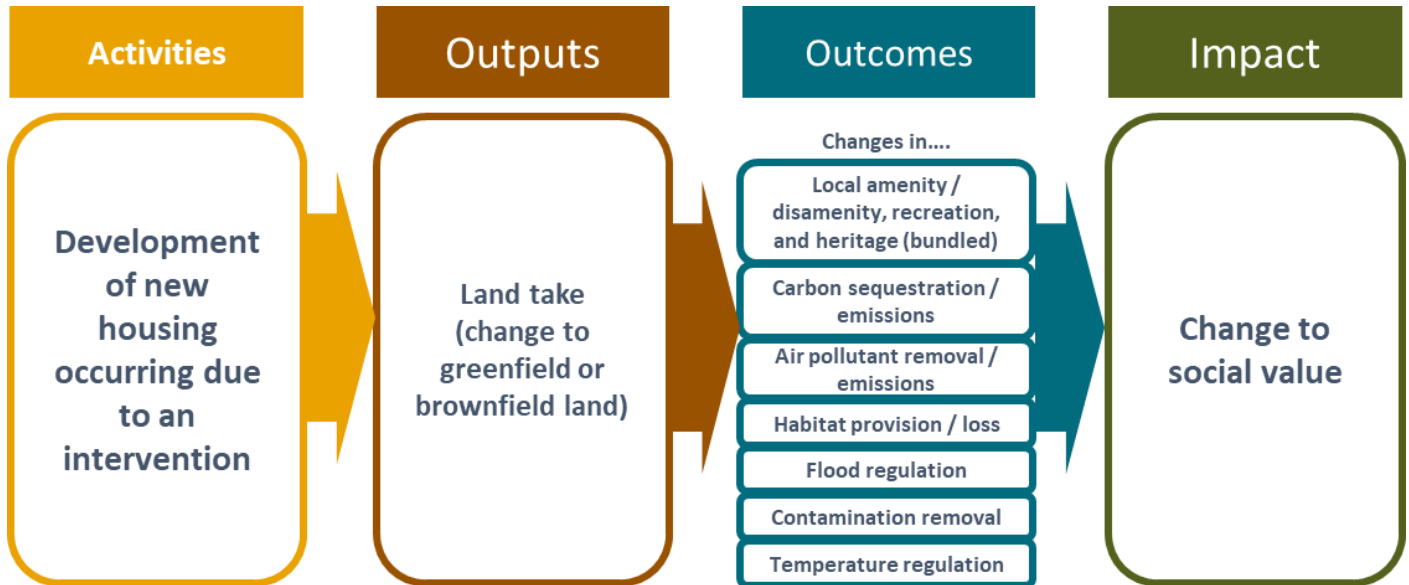 Activities
Outputs
Outcomes
Impact
Development
of new
housing
occurring due
to an
intervention
Land take
(change to
greenfield or
brownfield land)
Changes in....
Local amenity /
disamenity, recreation,
and heritage (bundled)
Carbon sequestration /
emissions
Air pollutant removal /
emissions
Habitat provision / loss
Flood regulation
Contamination removal
Temperature regulation
Change to
social value